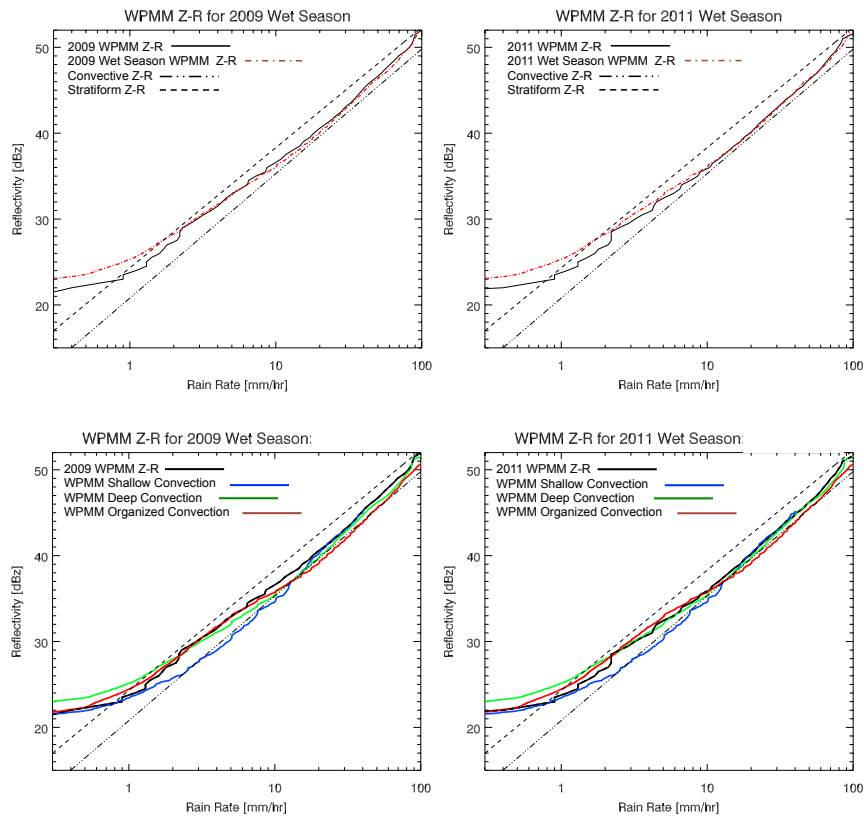 WPMM Z-R for 2009 Wet Season
50
40
30
20
Reflectivity [dBz]
2009 WPMM Z-R
2009 Wet Season WPMM Z-R
Convective Z-R
Stratiform Z-R
1 10 100
Rain Rate [mm/hr]
WPMM Z-R for 2011 Wet Season
50
40
30
20
Reflectivity [dBz]
2011 WPMM Z-R
2011 Wet Season WPMM Z-R
Convective Z-R
Stratiform Z-R
1 10 100
Rain Rate [mm/hr]
WPMM Z-R for 2009 Wet Season:
50
40
30
20
Reflectivity [dBz]
2009 WPMM Z-R
WPMM Shallow Convection
WPMM Deep Convection
WPMM Organized Convection
1 10 100
Rain Rate [mm/hr]
WPMM Z-R for 2011 Wet Season:
50
40
30
20
Reflectivity [dBz]
2011 WPMM Z-R
WPMM Shallow Convection
WPMM Deep Convection
WPMM Organized Convection
1 10 100
Rain Rate [mm/hr]